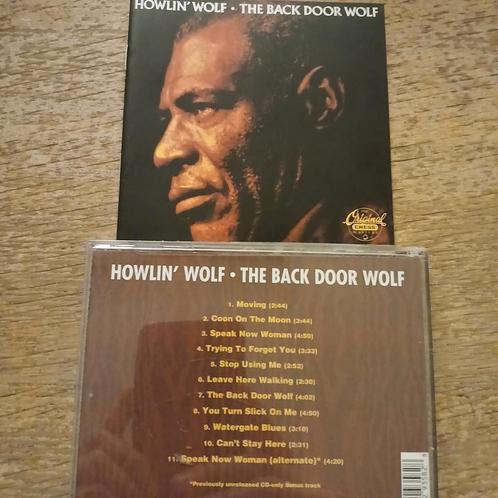 HOWLIN' WOLF · THE BACK DOOR WOLF
Original
CHESS
HOWLIN' WOLF · THE BACK DOOR WOLF
1. Moving (2:44)
2. Coon On The Moon (3:44)
3. Speak Now Woman (4:50)
4. Trying To Forget You (3:33)
5. Stop Using Me (2:52)
6. Leave Here Walking (2:30)
7. The Back Door Wolf (4:02)
8. You Turn Slick On Me (4:50)
9. Watergate Blues (3:10)
10. Can't Stay Here (2:31)
11. Speak Now Woman (alternate)* (4:20)
*Previously unreleased CD-only Bonus track